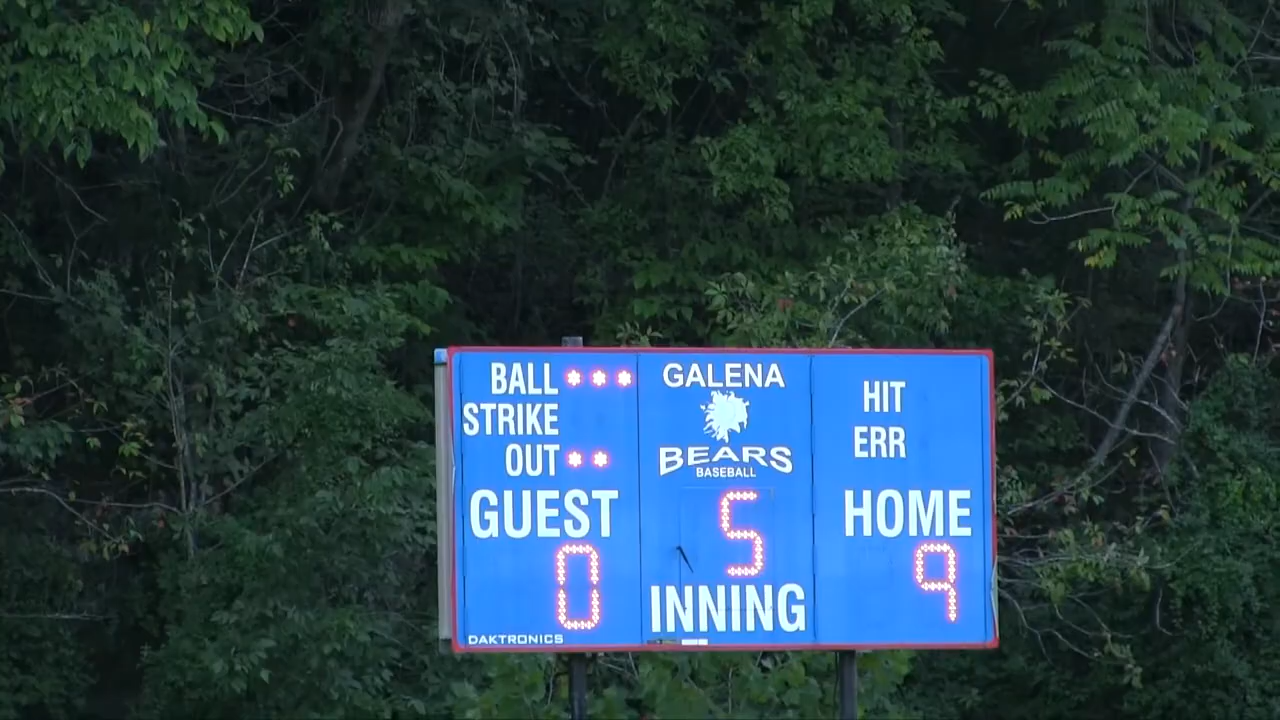 BALL ***
STRIKE
OUT **
GUEST
0
DAKTRONICS
GALENA
BEARS
BASEBALL
5
INNING
HIT
ERR
HOME
9